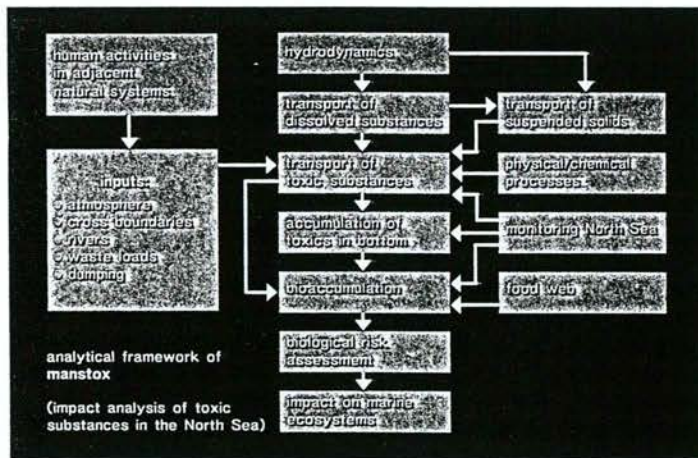 human activities
in adjacent
natural systems
inputs:
atmosphere
cross boundaries
rivers
waste loads
dumping
hydrodynamics
transport of
dissolved substances
transport of
suspended solids
transport of
toxic substances
physical/chemical
processes
accumulation of
toxics in bottom
monitoring North Sea
bioaccumulation
food web
biological risk
assessment
impact on marine
ecosystems
analytical framework of
manstox
(impact analysis of toxic
substances in the North Sea)